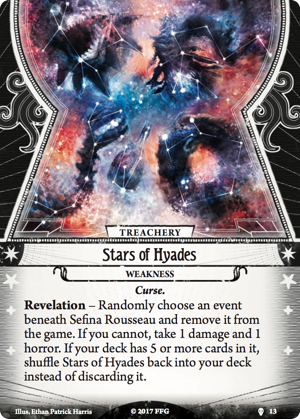 TREACHERY
Stars of Hyades
WEAKNESS
Curse.
Revelation – Randomly choose an event
beneath Sefina Rousseau and remove it from
the game. If you cannot, take 1 damage and 1
horror. If your deck has 5 or more cards in it,
shuffle Stars of Hyades back into your deck
instead of discarding it.
Illus. Ethan Patrick Harris © 2017 FFG 13